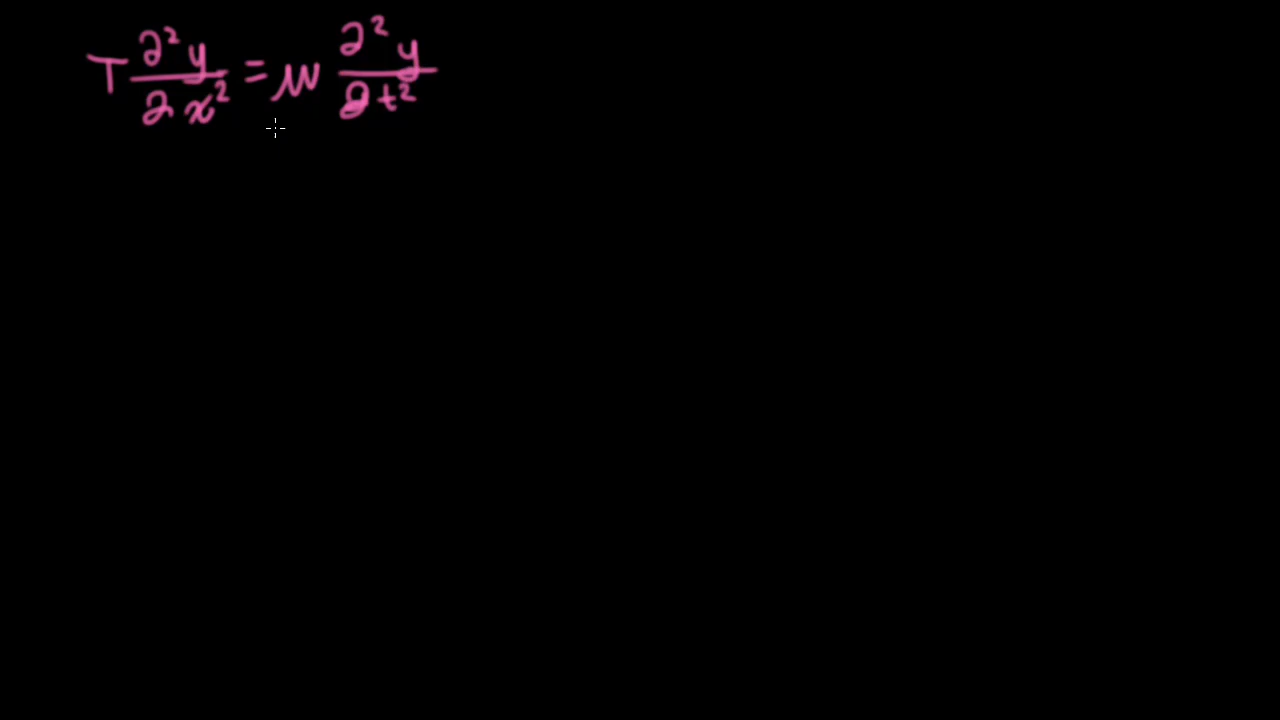 T ∂²y/∂x² = μ ∂²y/∂t²